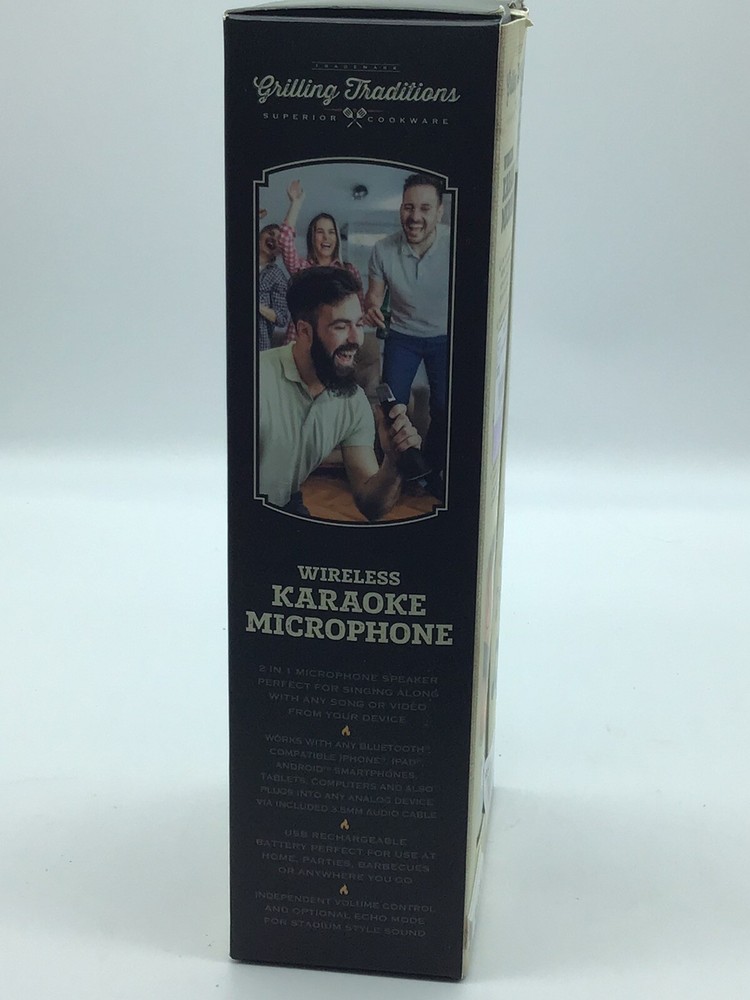 TRADEMARK
Grilling Traditions
SUPERIOR COOKWARE
WIRELESS
KARAOKE
MICROPHONE
2 IN 1 MICROPHONE SPEAKER
PERFECT FOR SINGING ALONG
WITH ANY SONG OR VIDEO
FROM YOUR DEVICE
WORKS WITH ANY BLUETOOTH®,
COMPATIBLE IPHONE®, IPAD®,
ANDROID™ SMARTPHONES,
TABLETS, COMPUTERS AND ALSO
PLUGS INTO ANY ANALOG DEVICE
VIA INCLUDED 3.5MM AUDIO CABLE
USB RECHARGEABLE
BATTERY PERFECT FOR USE AT
HOME, PARTIES, BARBECUES
OR ANYWHERE YOU GO
INDEPENDENT VOLUME CONTROL
AND OPTIONAL ECHO MODE
FOR STADIUM STYLE SOUND